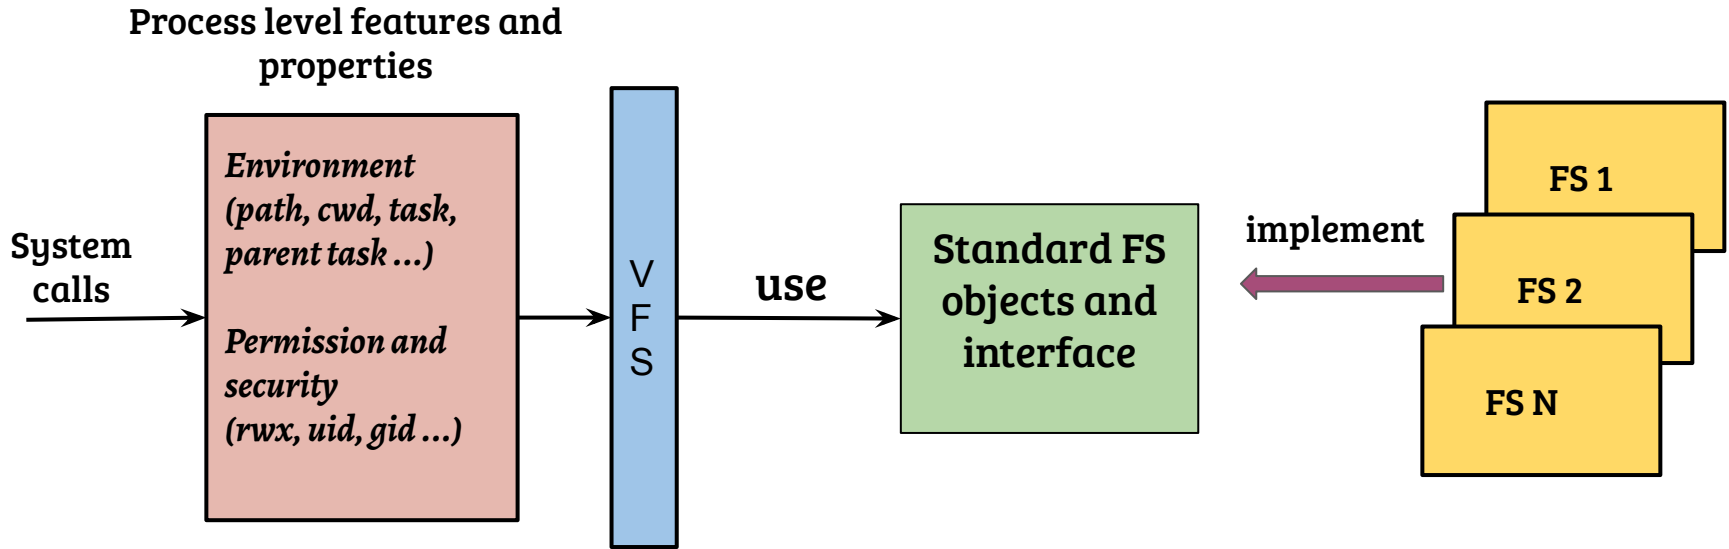 Process level features and
properties
Environment
(path, cwd, task,
parent task ...)
Permission and
security
(rwx, uid, gid ...)
System
calls
V
F
S
use
Standard FS
objects and
interface
implement
FS 1
FS 2
FS N